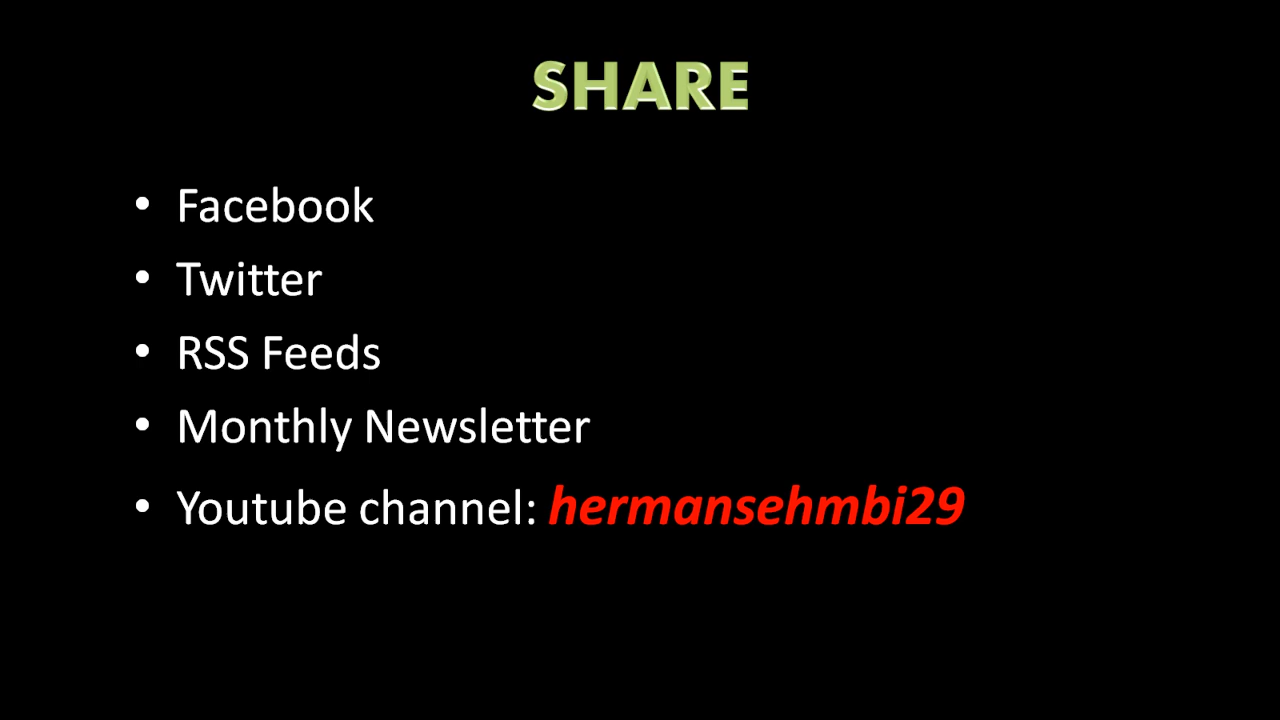 SHARE
• Facebook
• Twitter
• RSS Feeds
• Monthly Newsletter
• Youtube channel: hermansehmbi29